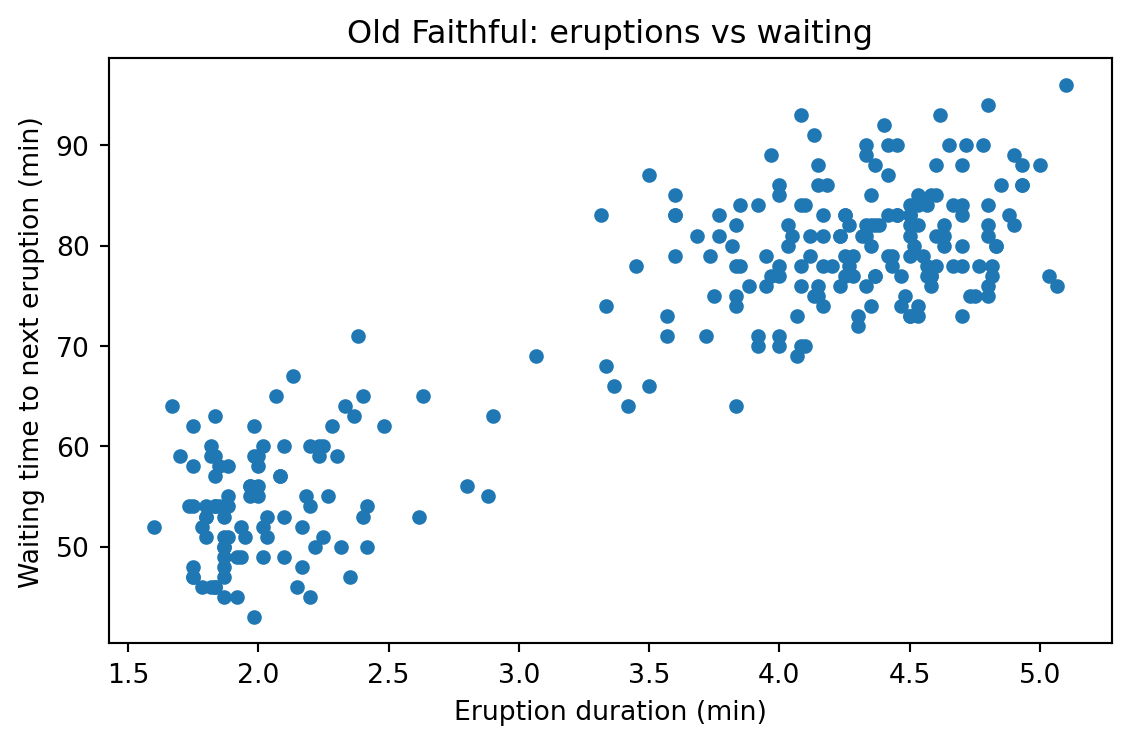 Old Faithful: eruptions vs waiting
Waiting time to next eruption (min)
90
80
70
60
50
1.5 2.0 2.5 3.0 3.5 4.0 4.5 5.0
Eruption duration (min)